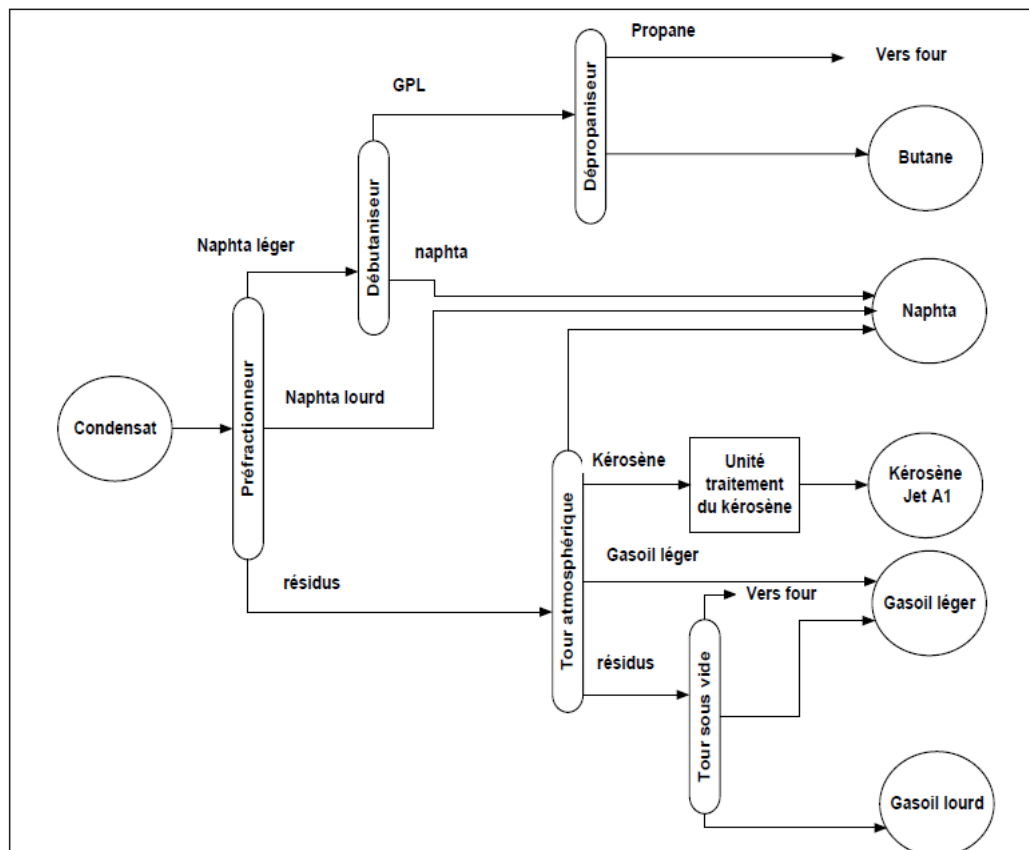 Propane
Vers four
GPL
Dépropaniseur
Butane
Débutaniseur
Naphta léger
naphta
Naphta
Préfractionneur
Naphta lourd
Condensat
Kérosène
Unité
traitement
du kérosène
Kérosène
Jet A1
Tour atmosphérique
Gasoil léger
résidus
Vers four
Gasoil léger
résidus
Tour sous vide
Gasoil lourd